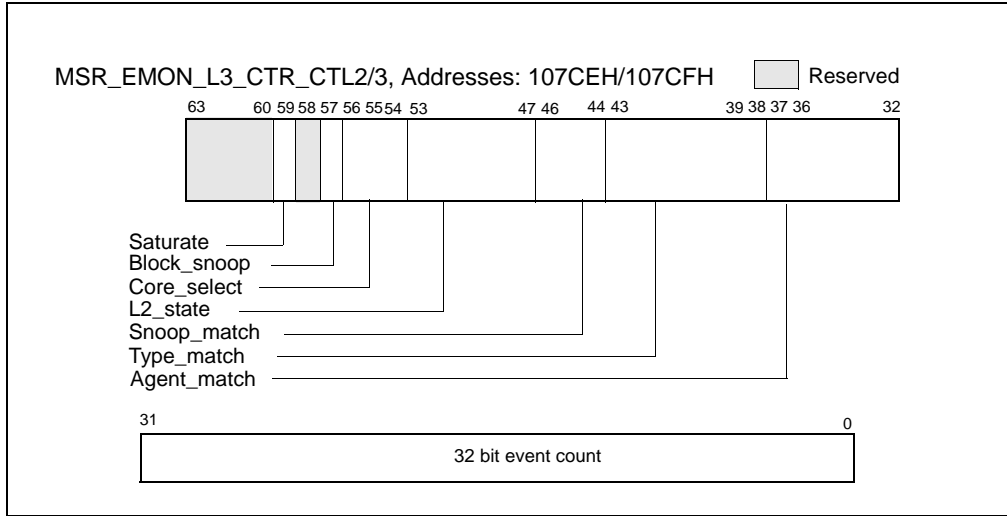 MSR_EMON_L3_CTR_CTL2/3, Addresses: 107CEH/107CFH Reserved
63 60 59 58 57 56 55 54 53 47 46 44 43 39 38 37 36 32
Saturate
Block_snoop
Core_select
L2_state
Snoop_match
Type_match
Agent_match
31 0
32 bit event count